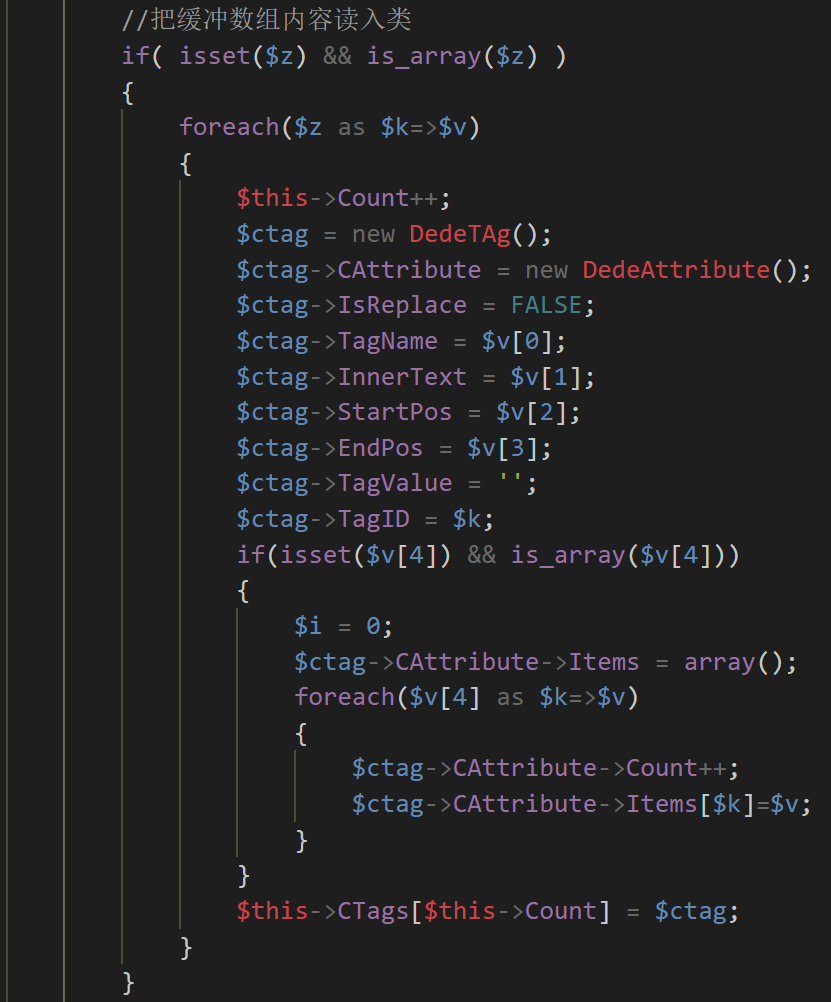 //把缓冲数组内容读入类
if( isset($z) && is_array($z) )
{
foreach($z as $k=>$v)
{
$this->Count++;
$ctag = new DedeTAg();
$ctag->CAttribute = new DedeAttribute();
$ctag->IsReplace = FALSE;
$ctag->TagName = $v[0];
$ctag->InnerText = $v[1];
$ctag->StartPos = $v[2];
$ctag->EndPos = $v[3];
$ctag->TagValue = '';
$ctag->TagID = $k;
if(isset($v[4]) && is_array($v[4]))
{
$i = 0;
$ctag->CAttribute->Items = array();
foreach($v[4] as $k=>$v)
{
$ctag->CAttribute->Count++;
$ctag->CAttribute->Items[$k]=$v;
}
}
$this->CTags[$this->Count] = $ctag;
}
}